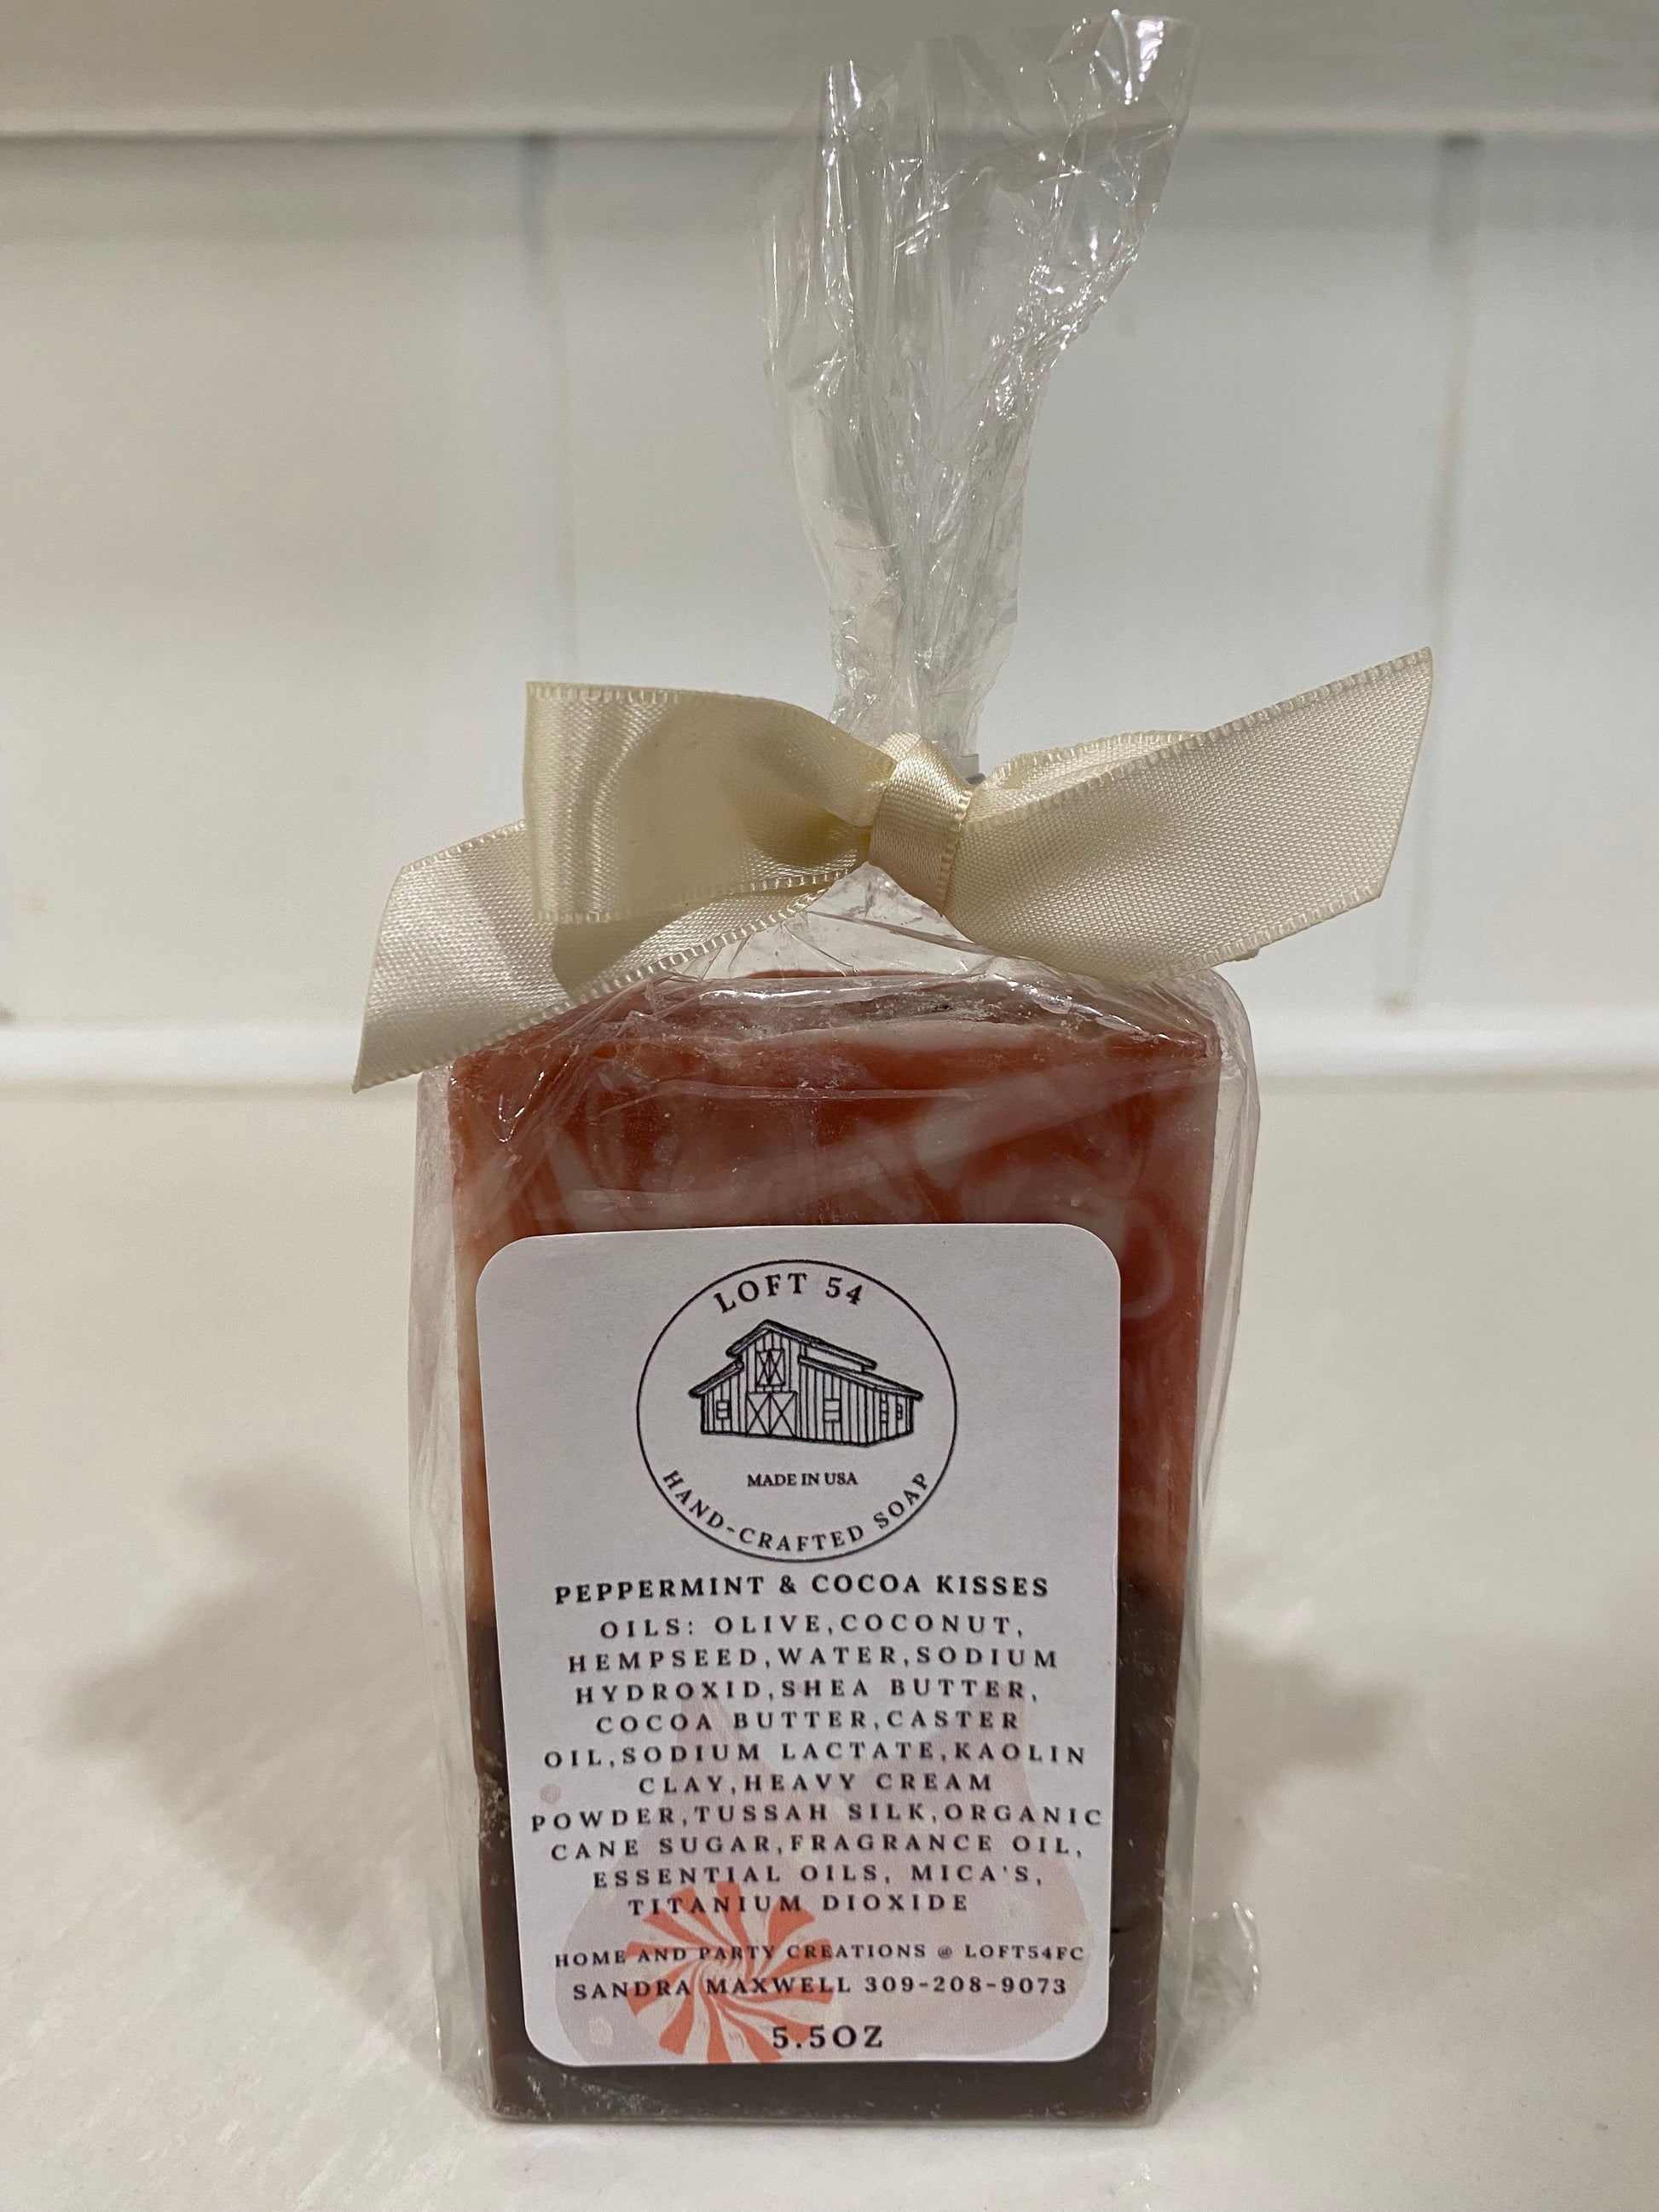 LOFT 54
MADE IN USA
HAND-CRAFTED SOAP
PEPPERMINT & COCOA KISSES
OILS: OLIVE,COCONUT,
HEMPSEED,WATER,SODIUM
HYDROXID,SHEA BUTTER,
COCOA BUTTER,CASTER
OIL,SODIUM LACTATE,KAOLIN
CLAY,HEAVY CREAM
POWDER,TUSSAH SILK,ORGANIC
CANE SUGAR,FRAGRANCE OIL,
ESSENTIAL OILS, MICA'S,
TITANIUM DIOXIDE
HOME AND PARTY CREATIONS @ LOFT54FC
SANDRA MAXWELL 309-208-9073
5.5OZ